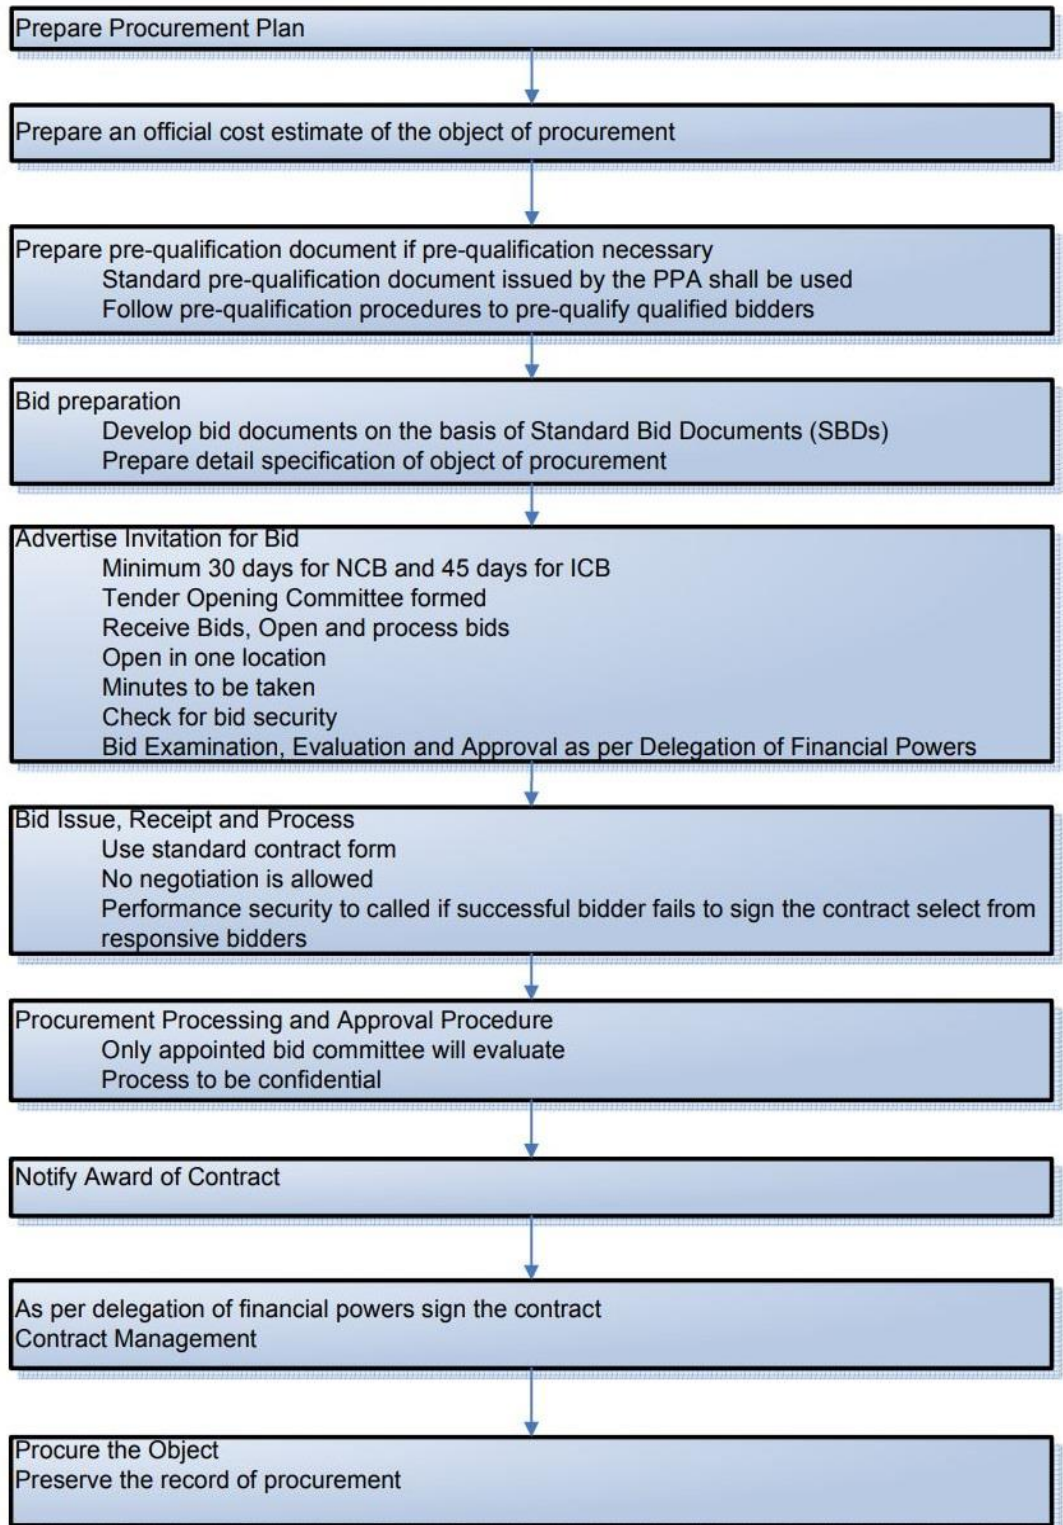 Prepare Procurement Plan
Prepare an official cost estimate of the object of procurement
Prepare pre-qualification document if pre-qualification necessary
Standard pre-qualification document issued by the PPA shall be used
Follow pre-qualification procedures to pre-qualify qualified bidders
Bid preparation
Develop bid documents on the basis of Standard Bid Documents (SBDs)
Prepare detail specification of object of procurement
Advertise Invitation for Bid
Minimum 30 days for NCB and 45 days for ICB
Tender Opening Committee formed
Receive Bids, Open and process bids
Open in one location
Minutes to be taken
Check for bid security
Bid Examination, Evaluation and Approval as per Delegation of Financial Powers
Bid Issue, Receipt and Process
Use standard contract form
No negotiation is allowed
Performance security to called if successful bidder fails to sign the contract select from
responsive bidders
Procurement Processing and Approval Procedure
Only appointed bid committee will evaluate
Process to be confidential
Notify Award of Contract
As per delegation of financial powers sign the contract
Contract Management
Procure the Object
Preserve the record of procurement